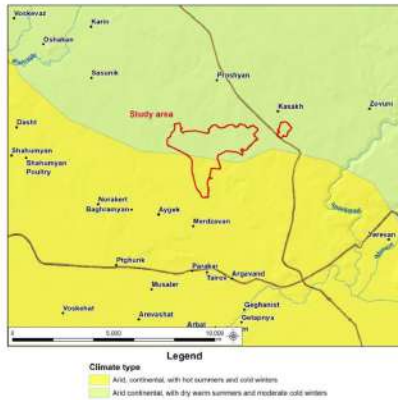 Voskevaz
Karin
Oshakan
Sasunik
Proshyan
Kasakh
Zovuni
Study area
Dasht
Shahumyan
Shahumyan
Poultry
Norakert
Baghramyan
Aygek
Merdzavan
Yerevan
Ptghunk
Parakar
Tairov
Argavand
Musaler
Geghanist
Getapnya
Voskehat
Arevashat
Arbat
0
5,000
10,000
m
Legend
Climate type
Arid, continental, with hot summers and cold winters
Arid continental, with dry warm summers and moderate cold winters